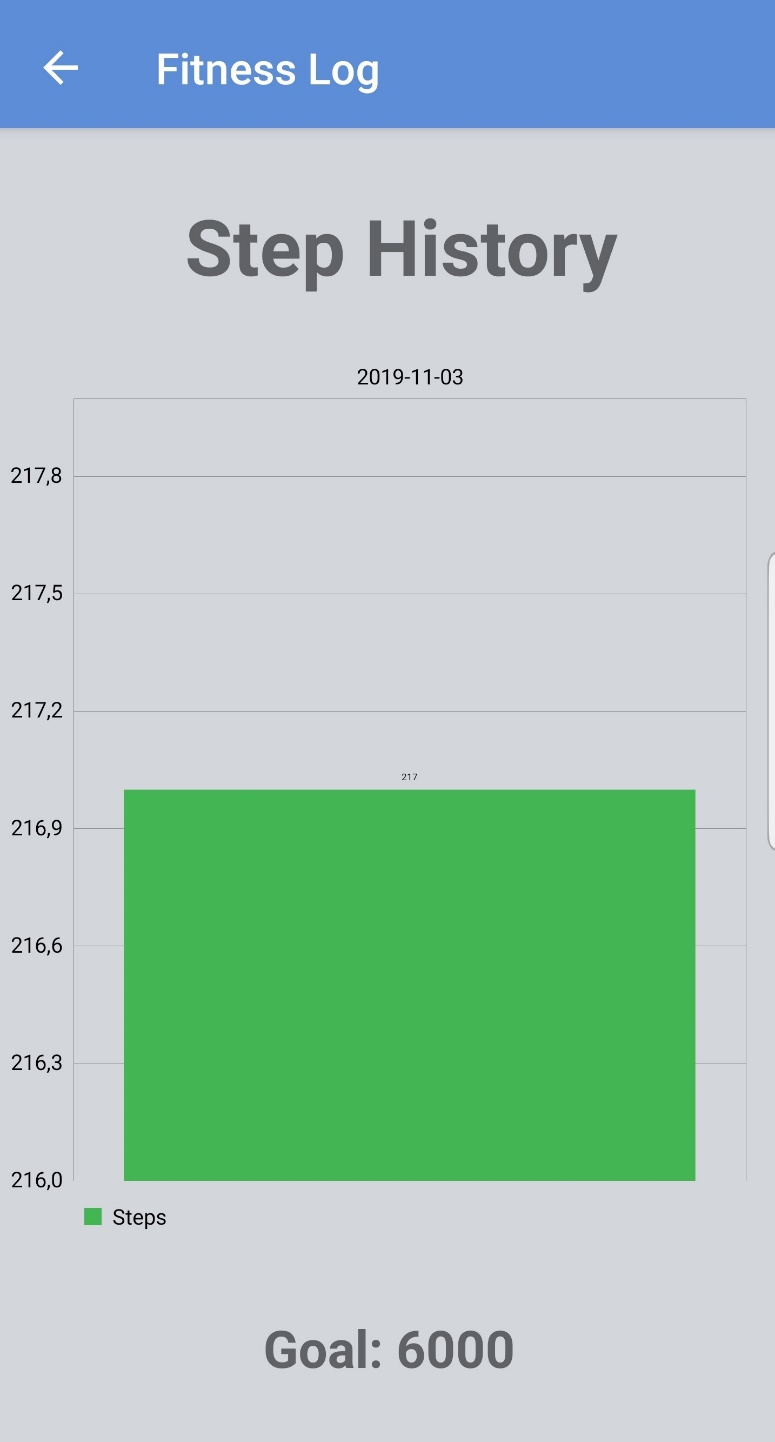 Fitness Log
Step History
2019-11-03
217,8
217,5
217,2
217
216,9
216,6
216,3
216,0
Steps
Goal: 6000